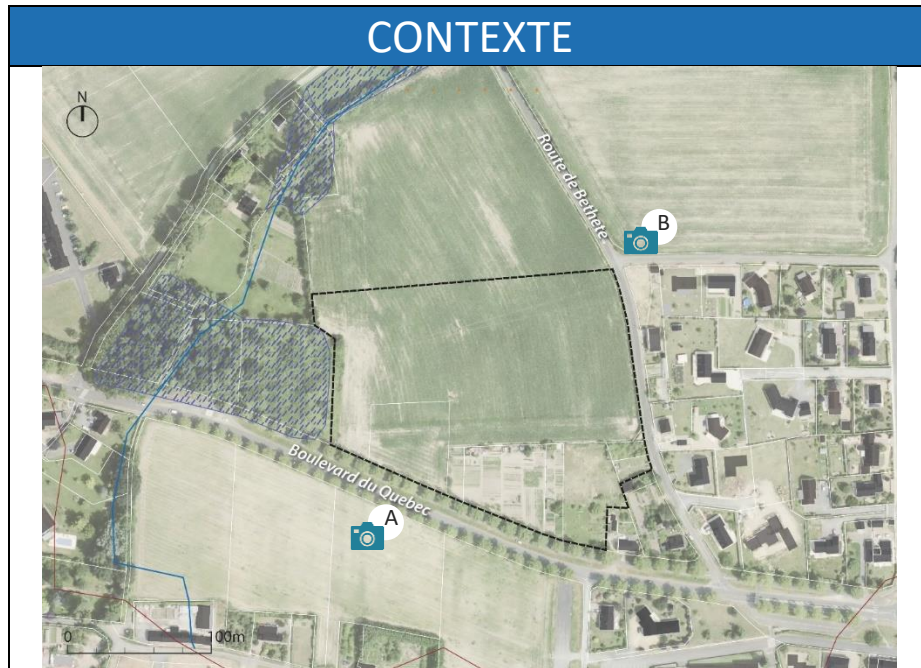 CONTEXTE
N
Route de Bethete
B
Boulevard du Quebec
A
0 100m